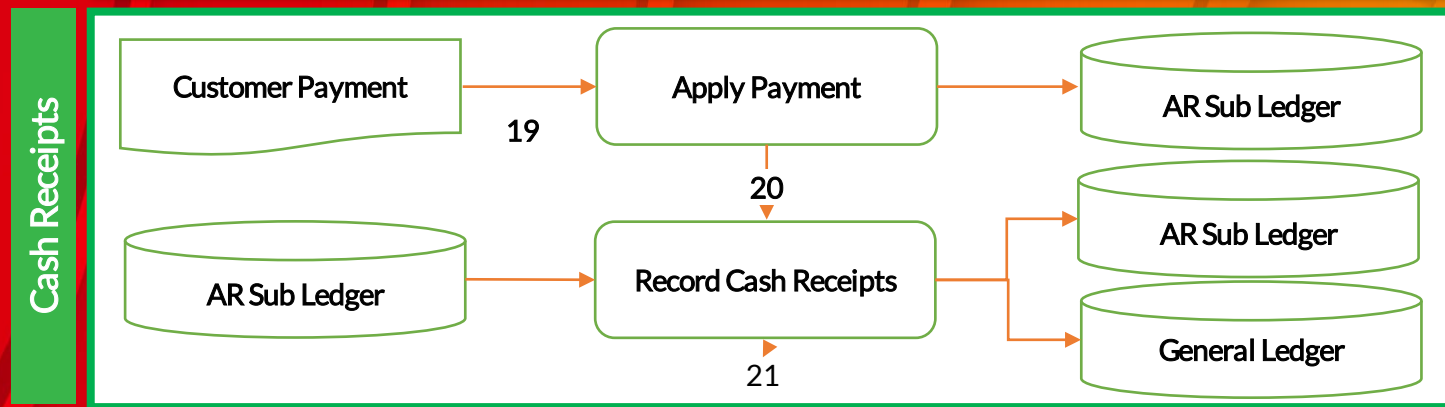 Cash Receipts
Customer Payment
19
Apply Payment
AR Sub Ledger
20
AR Sub Ledger
Record Cash Receipts
AR Sub Ledger
General Ledger
21